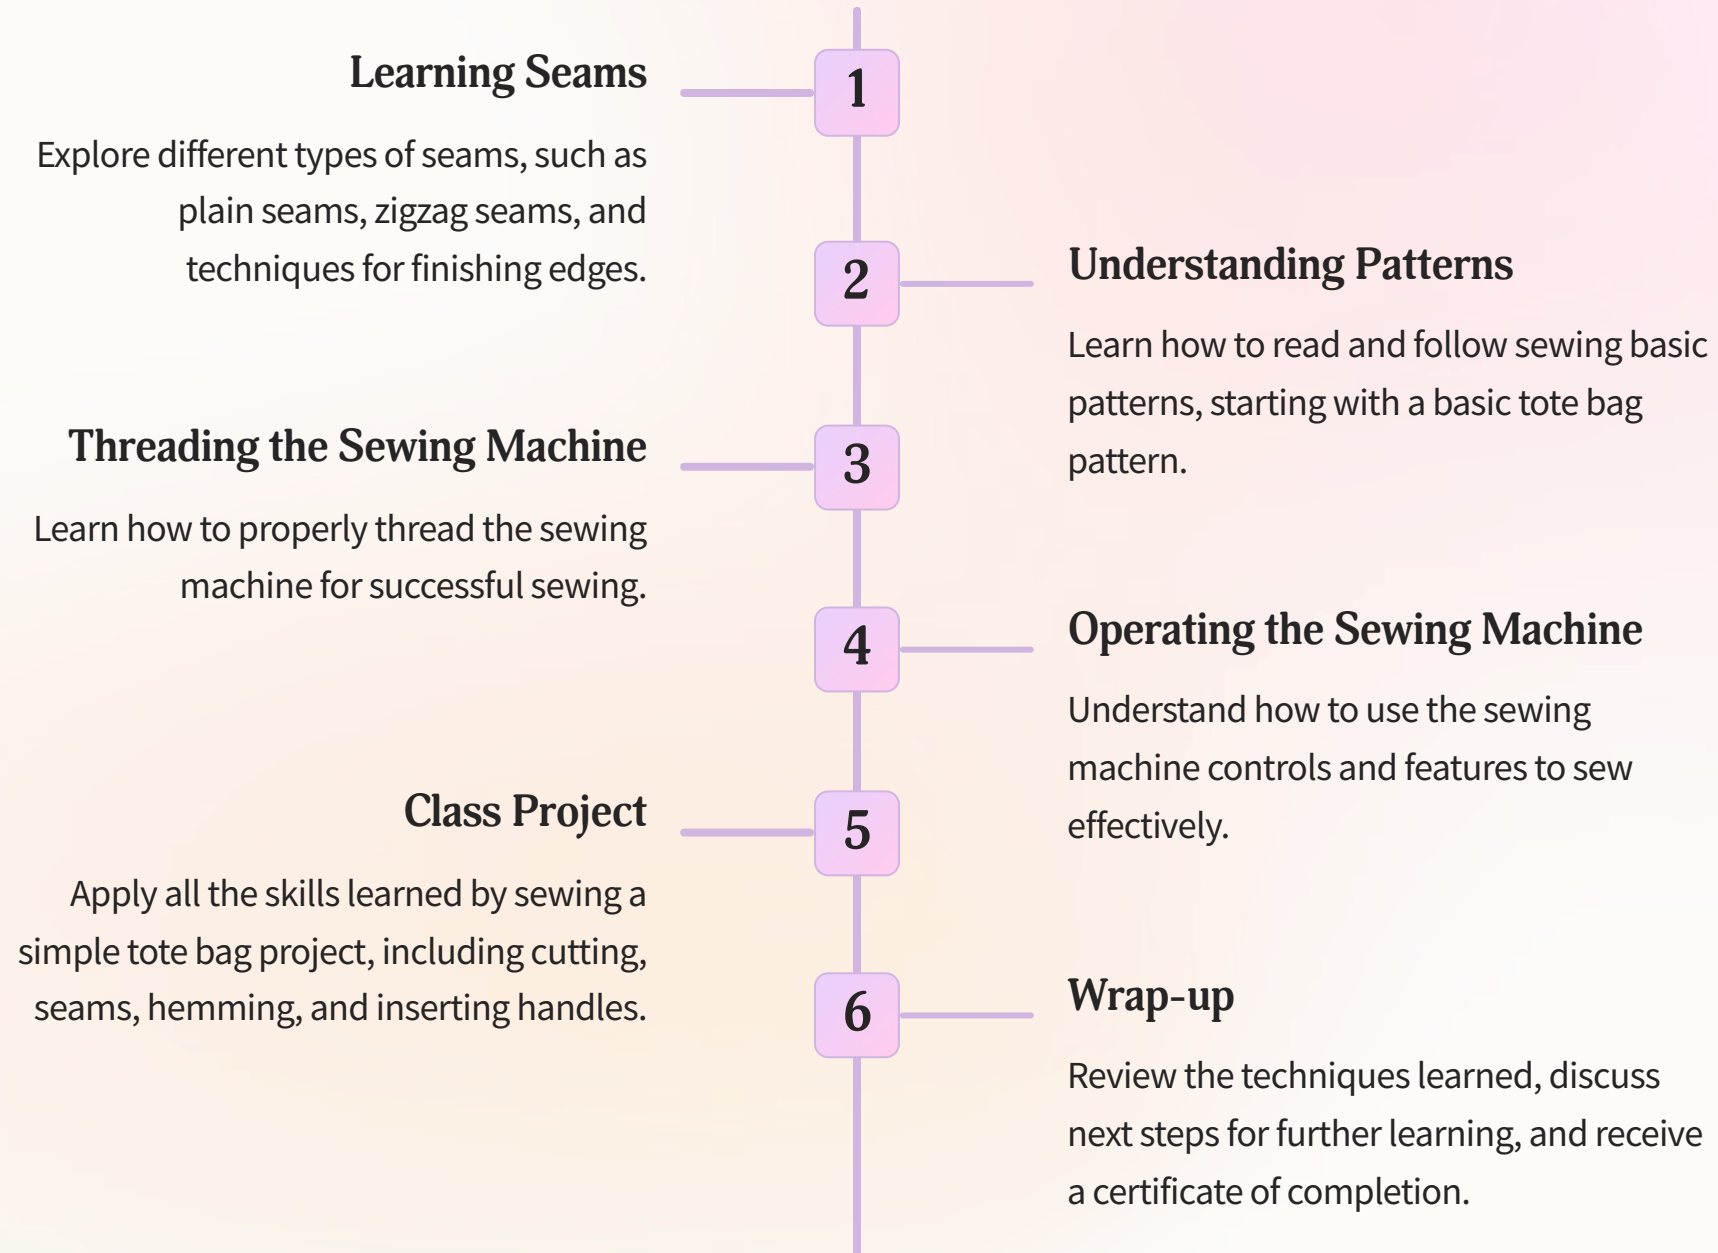 1
Learning Seams
Explore different types of seams, such as
plain seams, zigzag seams, and
techniques for finishing edges.
2
Understanding Patterns
Learn how to read and follow sewing basic
patterns, starting with a basic tote bag
pattern.
3
Threading the Sewing Machine
Learn how to properly thread the sewing
machine for successful sewing.
4
Operating the Sewing Machine
Understand how to use the sewing
machine controls and features to sew
effectively.
5
Class Project
Apply all the skills learned by sewing a
simple tote bag project, including cutting,
seams, hemming, and inserting handles.
6
Wrap-up
Review the techniques learned, discuss
next steps for further learning, and receive
a certificate of completion.